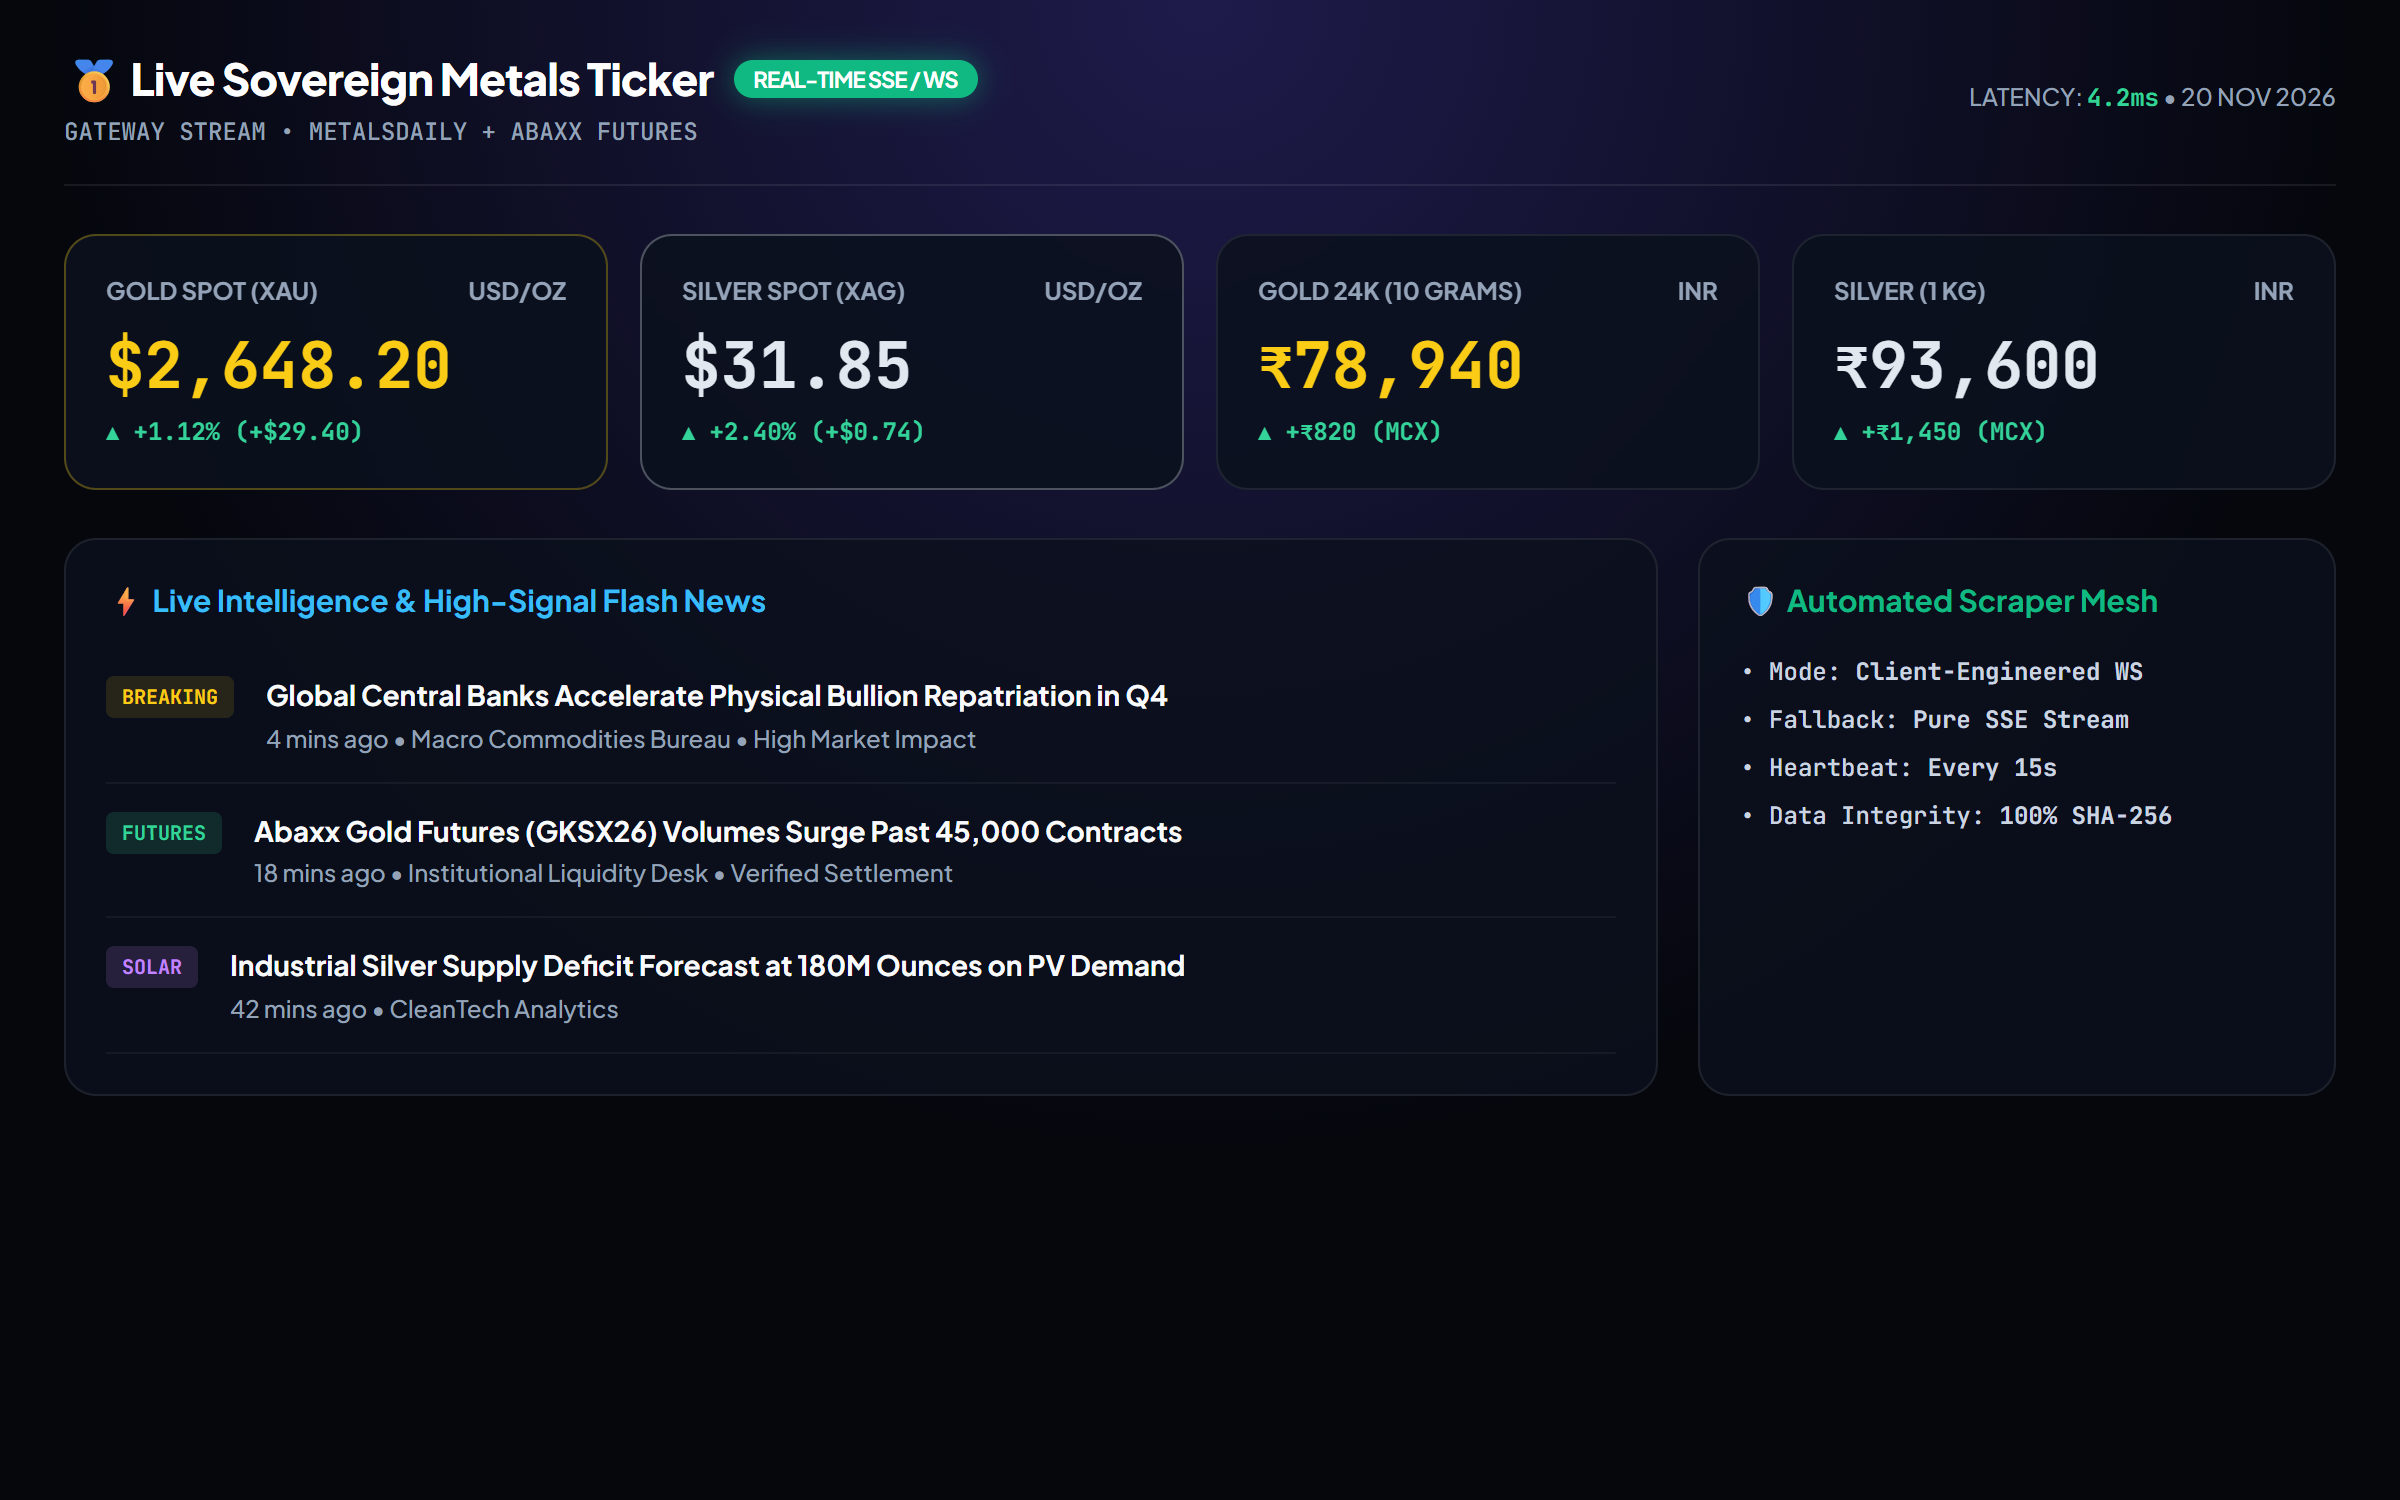 Live Sovereign Metals Ticker
REAL-TIME SSE / WS
GATEWAY STREAM • METALSDAILY + ABAXX FUTURES
LATENCY: 4.2ms • 20 NOV 2026
GOLD SPOT (XAU)
USD/OZ
$2,648.20
▲ +1.12% (+$29.40)
SILVER SPOT (XAG)
USD/OZ
$31.85
▲ +2.40% (+$0.74)
GOLD 24K (10 GRAMS)
INR
₹78,940
▲ +₹820 (MCX)
SILVER (1 KG)
INR
₹93,600
▲ +₹1,450 (MCX)
Live Intelligence & High-Signal Flash News
BREAKING
Global Central Banks Accelerate Physical Bullion Repatriation in Q4
4 mins ago • Macro Commodities Bureau • High Market Impact
FUTURES
Abaxx Gold Futures (GKSX26) Volumes Surge Past 45,000 Contracts
18 mins ago • Institutional Liquidity Desk • Verified Settlement
SOLAR
Industrial Silver Supply Deficit Forecast at 180M Ounces on PV Demand
42 mins ago • CleanTech Analytics
Automated Scraper Mesh
• Mode: Client-Engineered WS
• Fallback: Pure SSE Stream
• Heartbeat: Every 15s
• Data Integrity: 100% SHA-256